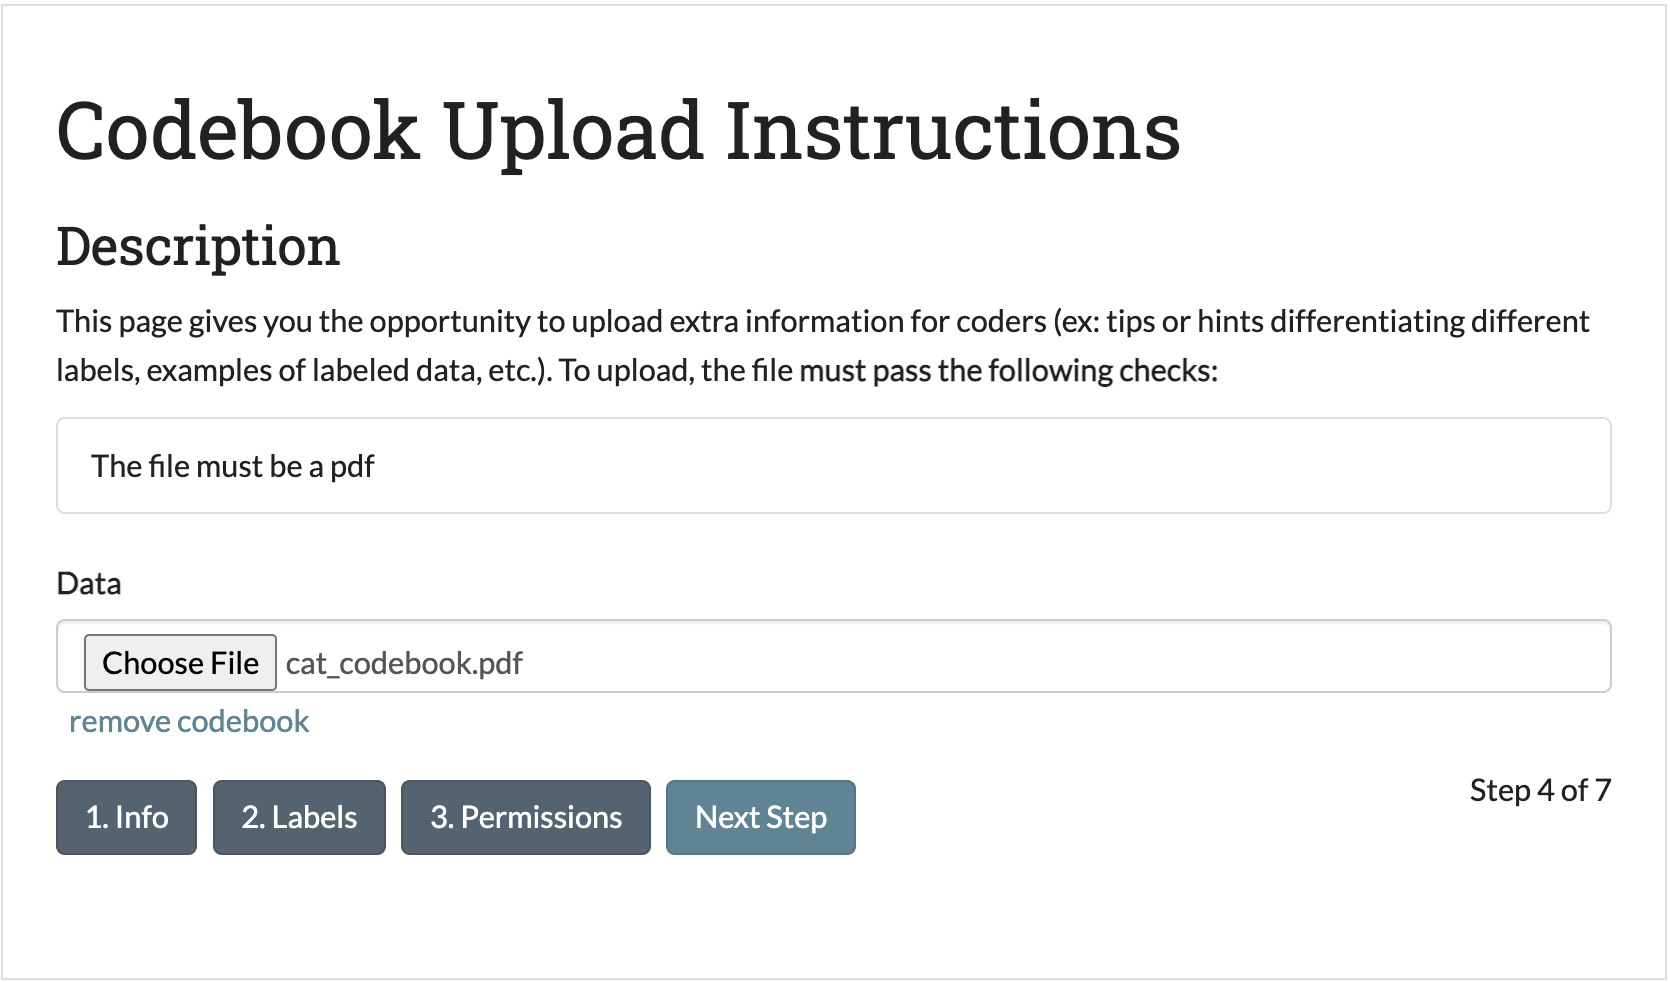 Codebook Upload Instructions
Description
This page gives you the opportunity to upload extra information for coders (ex: tips or hints differentiating different
labels, examples of labeled data, etc.). To upload, the file must pass the following checks:
The file must be a pdf
Data
Choose File cat_codebook.pdf
remove codebook
1. Info 2. Labels 3. Permissions Next Step
Step 4 of 7